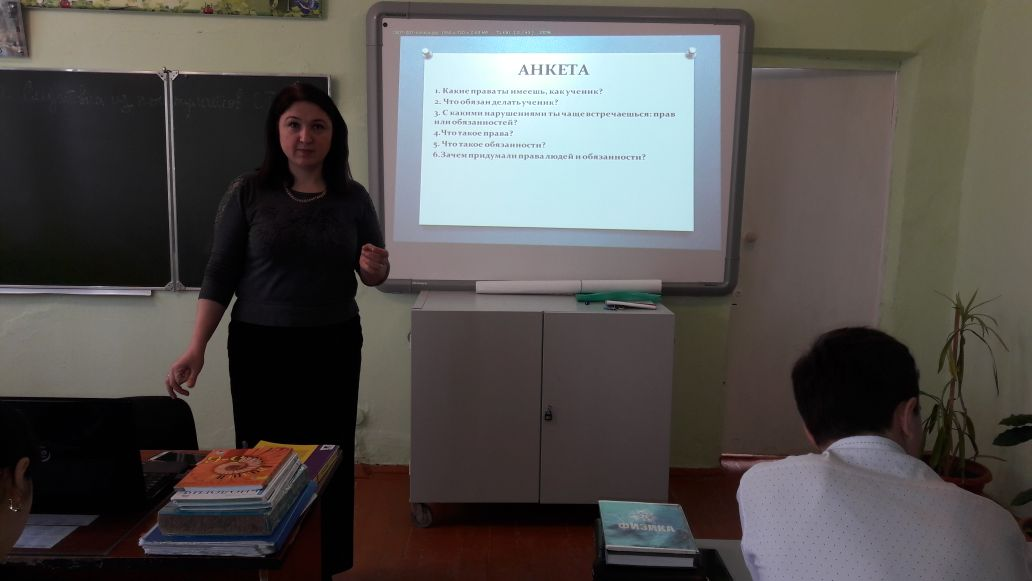 АНКЕТА
1. Какие права ты имеешь, как ученик?
2. Что обязан делать ученик?
3. С какими нарушениями ты чаще встречаешься: прав
или обязанностей?
4.Что такое права?
5. Что такое обязанности?
6.Зачем придумали права людей и обязанности?
ФИЗИКА